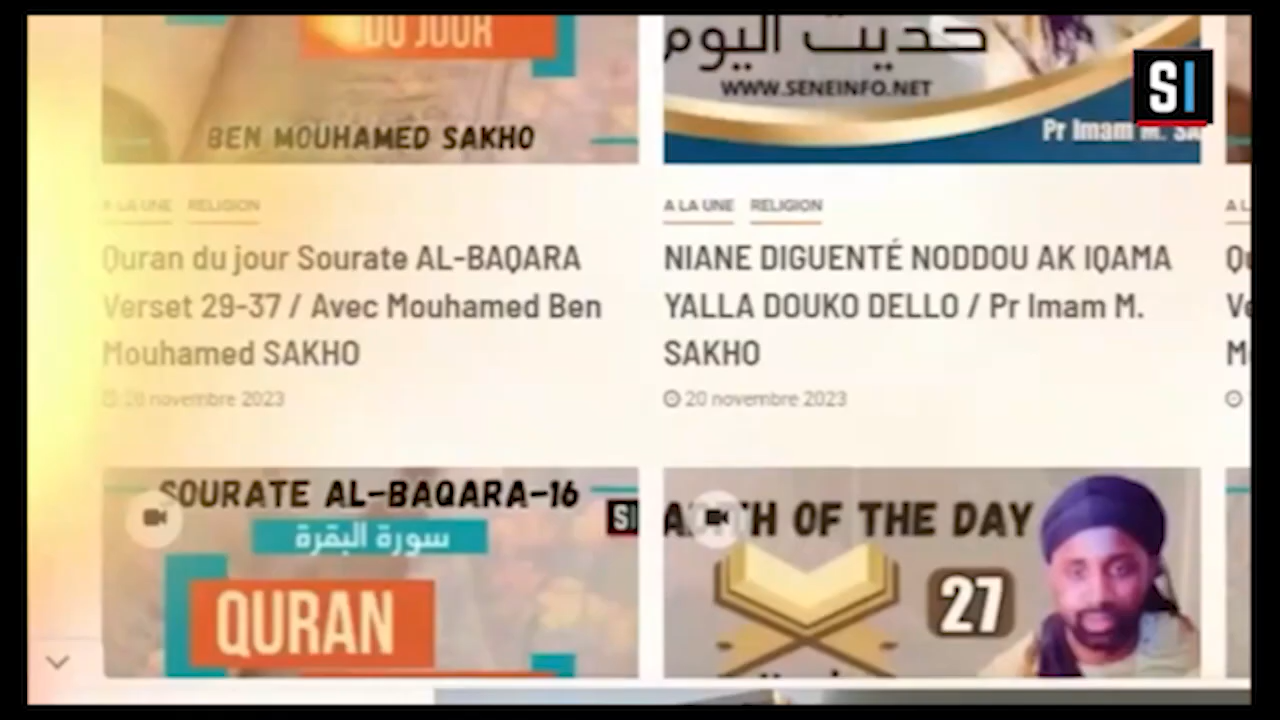 DU JOUR
BEN MOUHAMED SAKHO
حديث اليوم
WWW.SENEINFO.NET
Pr Imam M. SA
SI
A LA UNE RELIGION
Quran du jour Sourate AL-BAQARA
Verset 29-37 / Avec Mouhamed Ben
Mouhamed SAKHO
novembre 2023
A LA UNE RELIGION
NIANE DIGUENTÉ NODDOU AK IQAMA
YALLA DOUKO DELLO / Pr Imam M.
SAKHO
20 novembre 2023
SOURATE AL-BAQARA-16
SI
سورة البقرة
QURAN
OF THE DAY
27